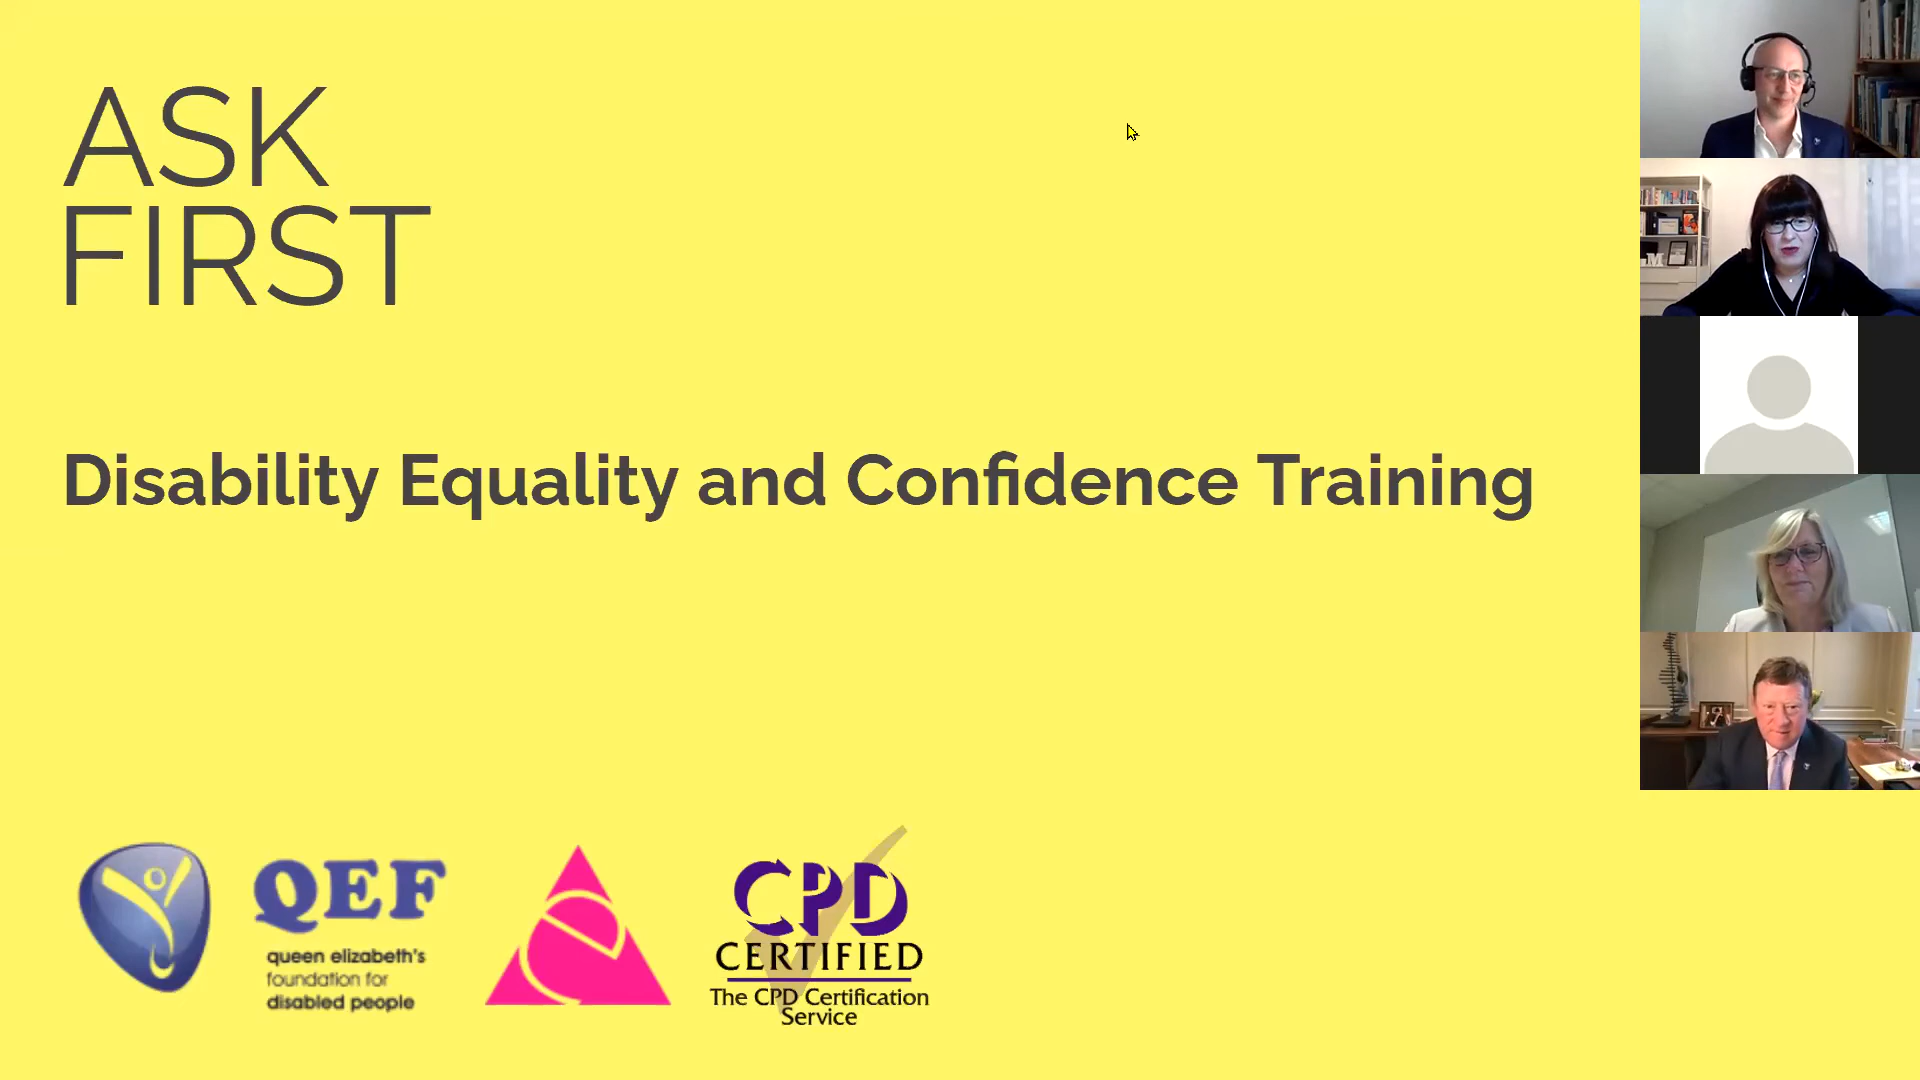 ASK
FIRST
Disability Equality and Confidence Training
QEF
queen elizabeth's
foundation for
disabled people
CPD
CERTIFIED
The CPD Certification
Service
M